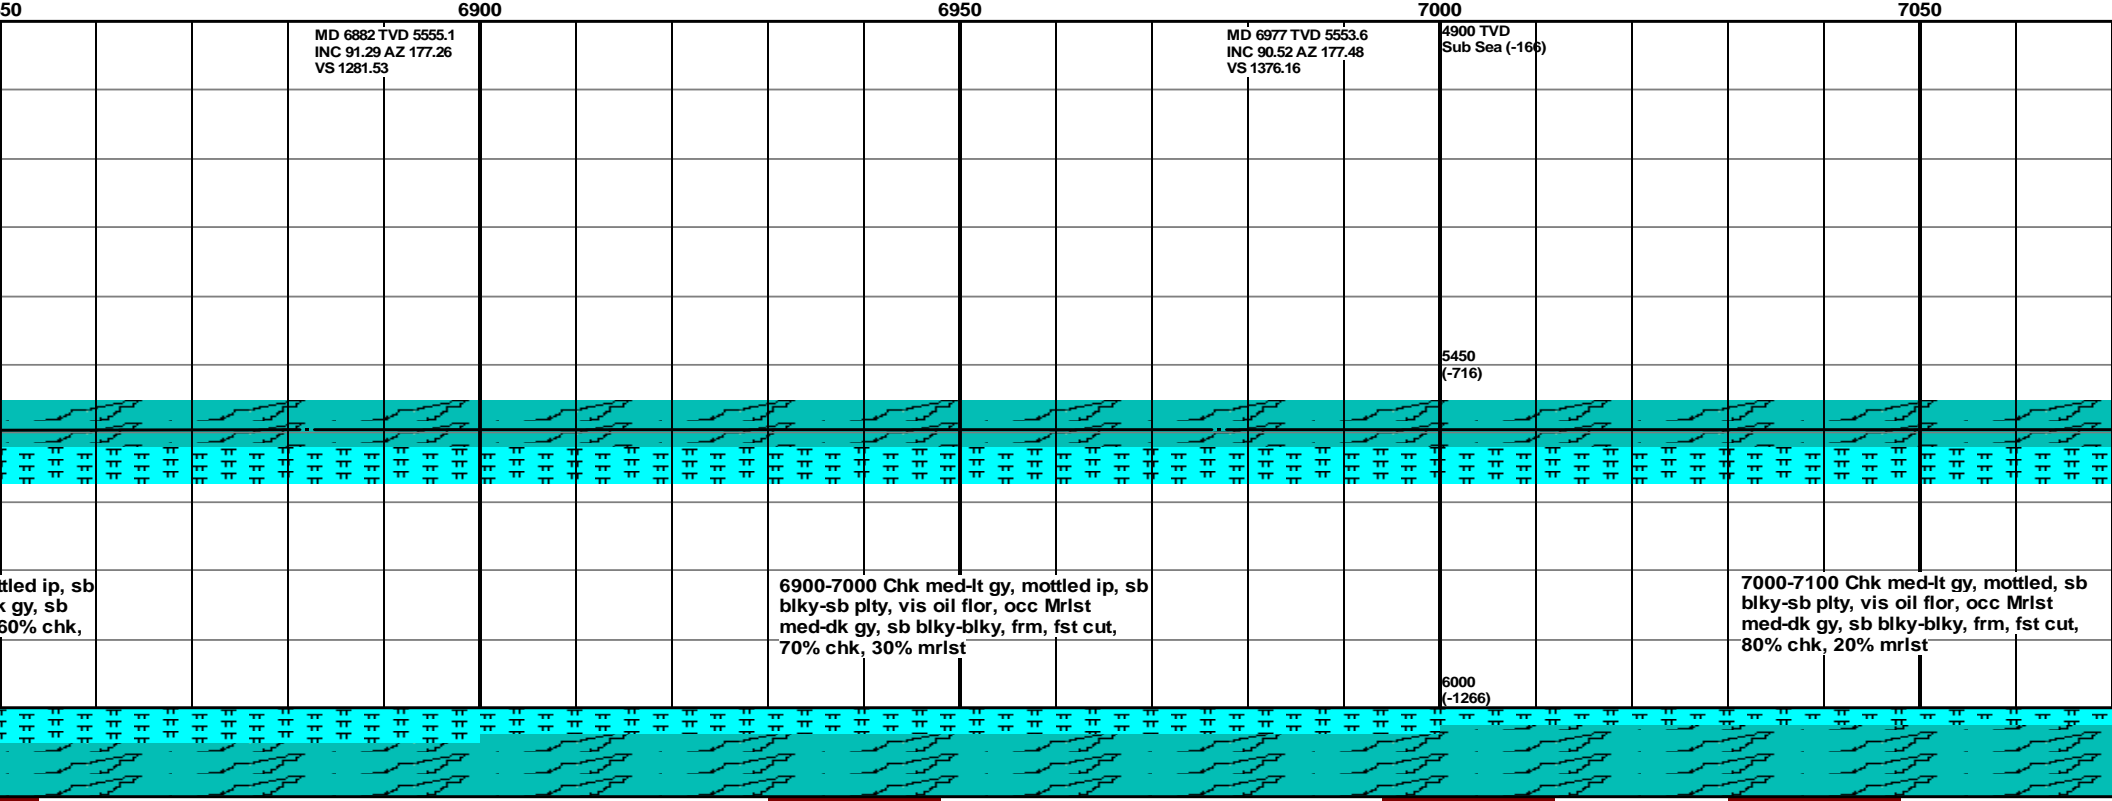 50 6900 6950 7000 7050
MD 6882 TVD 5555.1
INC 91.29 AZ 177.26
VS 1281.53
MD 6977 TVD 5553.6
INC 90.52 AZ 177.48
VS 1376.16
4900 TVD
Sub Sea (-166)
5450
(-716)
ttled ip, sb
k gy, sb
60% chk,
6900-7000 Chk med-lt gy, mottled ip, sb
blky-sb plty, vis oil flor, occ Mrlst
med-dk gy, sb blky-blky, frm, fst cut,
70% chk, 30% mrlst
7000-7100 Chk med-lt gy, mottled, sb
blky-sb plty, vis oil flor, occ Mrlst
med-dk gy, sb blky-blky, frm, fst cut,
80% chk, 20% mrlst
6000
(-1266)